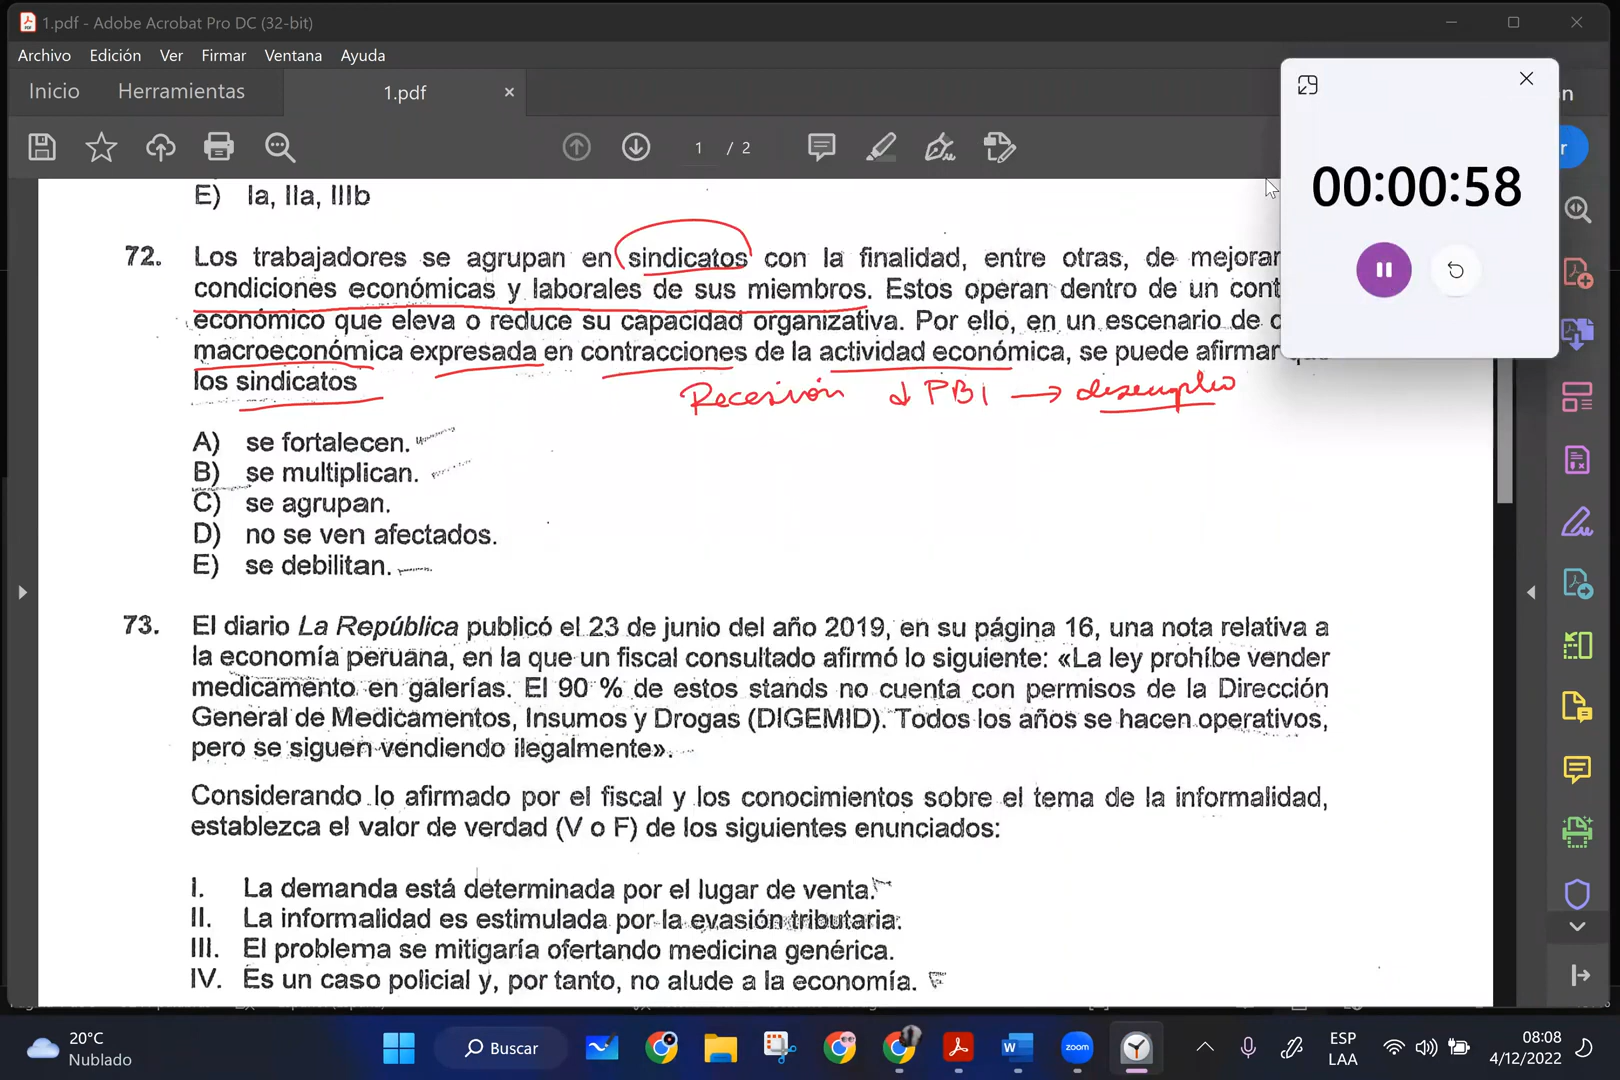 1.pdf - Adobe Acrobat Pro DC (32-bit)
Archivo Edición Ver Firmar Ventana Ayuda
Inicio Herramientas 1.pdf
1 / 2
00:00:58
E) Ia, IIa, IIIb
72. Los trabajadores se agrupan en sindicatos con la finalidad, entre otras, de mejorar
condiciones económicas y laborales de sus miembros. Estos operan dentro de un cont
económico que eleva o reduce su capacidad organizativa. Por ello, en un escenario de
macroeconómica expresada en contracciones de la actividad económica, se puede afirmar que
los sindicatos
Recesión ↓ PBI → desempleo
A) se fortalecen.
B) se multiplican.
C) se agrupan.
D) no se ven afectados.
E) se debilitan.
73. El diario La República publicó el 23 de junio del año 2019, en su página 16, una nota relativa a
la economía peruana, en la que un fiscal consultado afirmó lo siguiente: «La ley prohíbe vender
medicamento en galerías. El 90 % de estos stands no cuenta con permisos de la Dirección
General de Medicamentos, Insumos y Drogas (DIGEMID). Todos los años se hacen operativos,
pero se siguen vendiendo ilegalmente».
Considerando lo afirmado por el fiscal y los conocimientos sobre el tema de la informalidad,
establezca el valor de verdad (V o F) de los siguientes enunciados:
I. La demanda está determinada por el lugar de venta.
II. La informalidad es estimulada por la evasión tributaria.
III. El problema se mitigaría ofertando medicina genérica.
IV. Es un caso policial y, por tanto, no alude a la economía.
20°C
Nublado
Buscar
zoom
ESP
LAA
08:08
4/12/2022